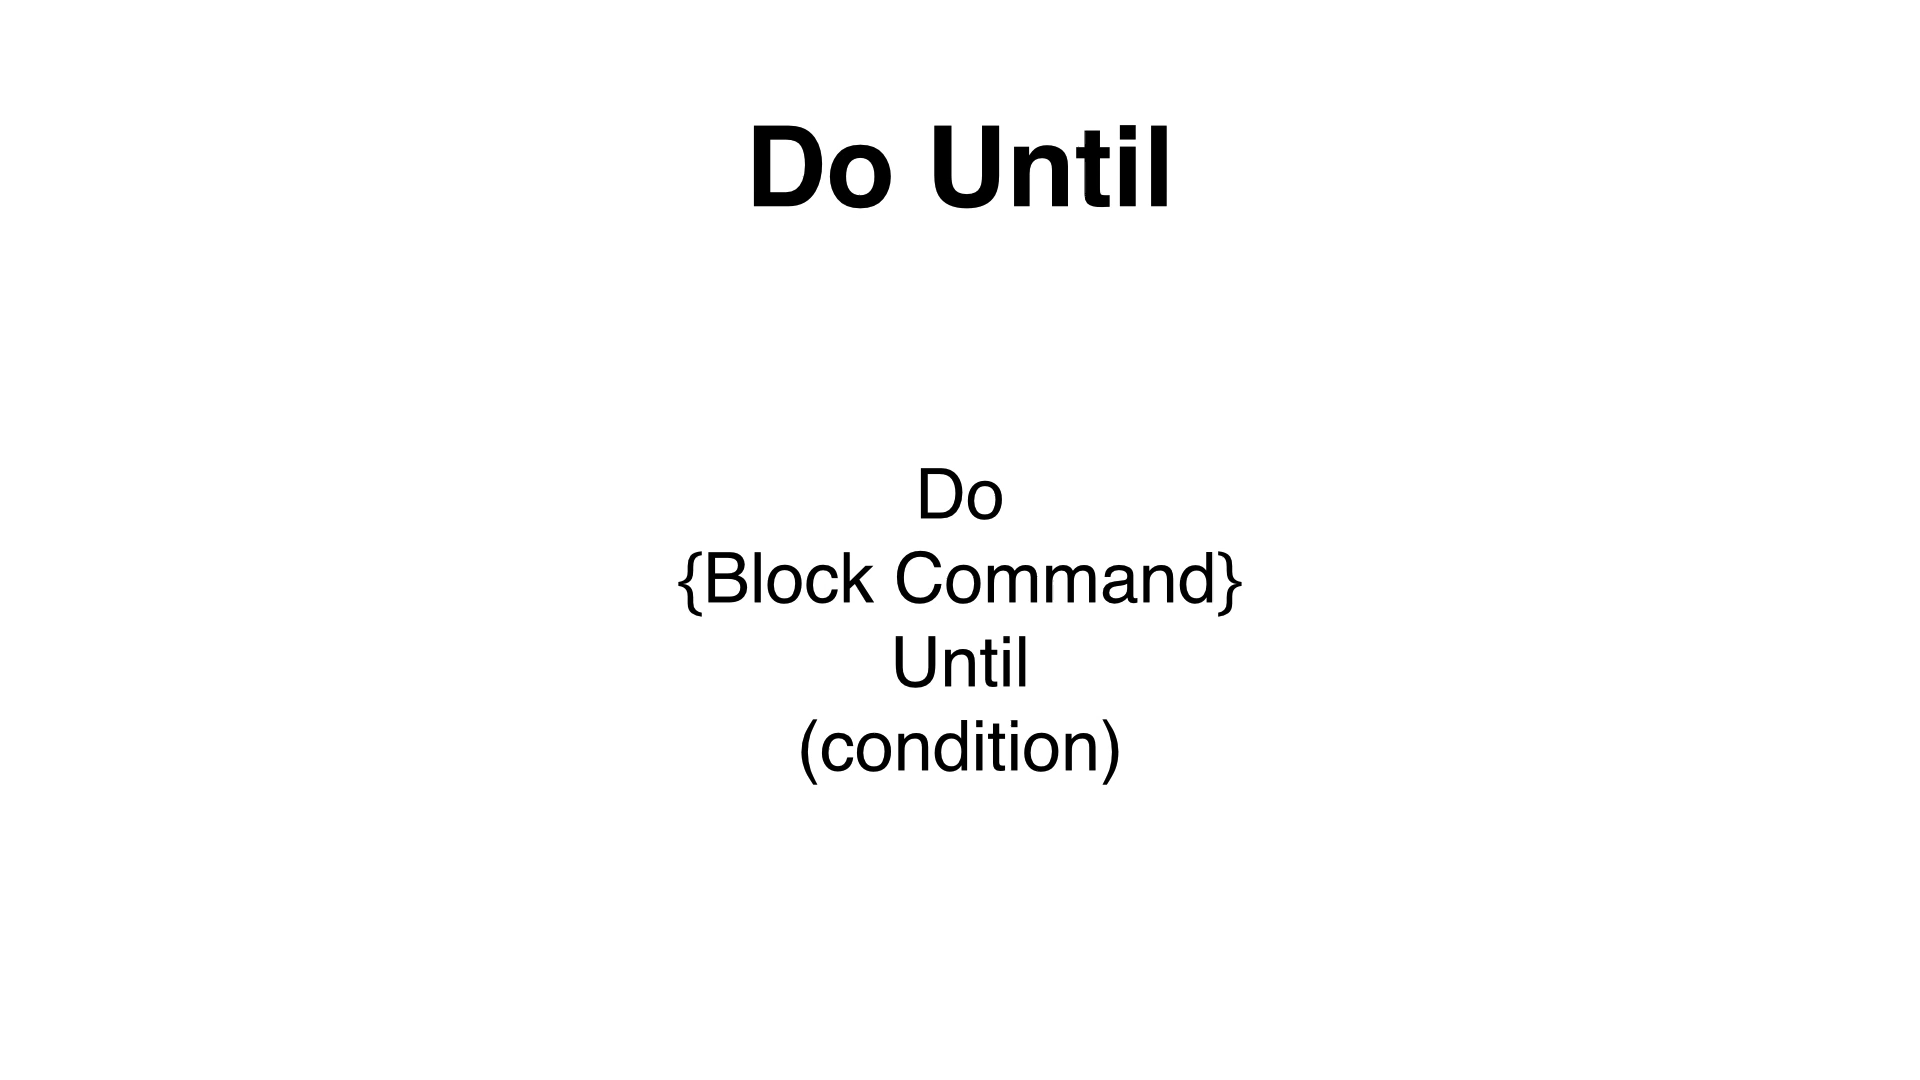 Do Until
Do
{Block Command}
Until
(condition)